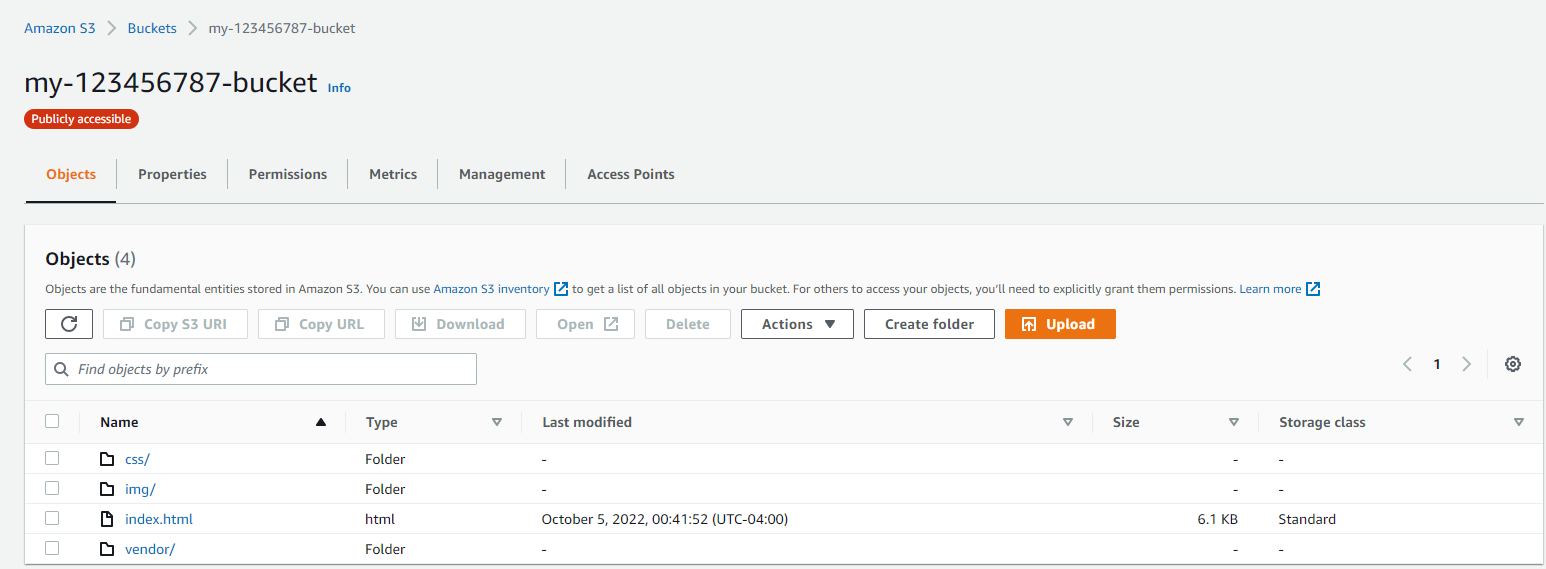 Amazon S3 Buckets my-123456787-bucket
my-123456787-bucket Info
Publicly accessible
Objects Properties Permissions Metrics Management Access Points
Objects (4)
Objects are the fundamental entities stored in Amazon S3. You can use Amazon S3 inventory to get a list of all objects in your bucket. For others to access your objects, you'll need to explicitly grant them permissions. Learn more
Copy S3 URI Copy URL Download Open Delete Actions Create folder Upload
Find objects by prefix 1
Name Type Last modified Size Storage class
css/ Folder - - -
img/ Folder - - -
index.html html October 5, 2022, 00:41:52 (UTC-04:00) 6.1 KB Standard
vendor/ Folder - - -